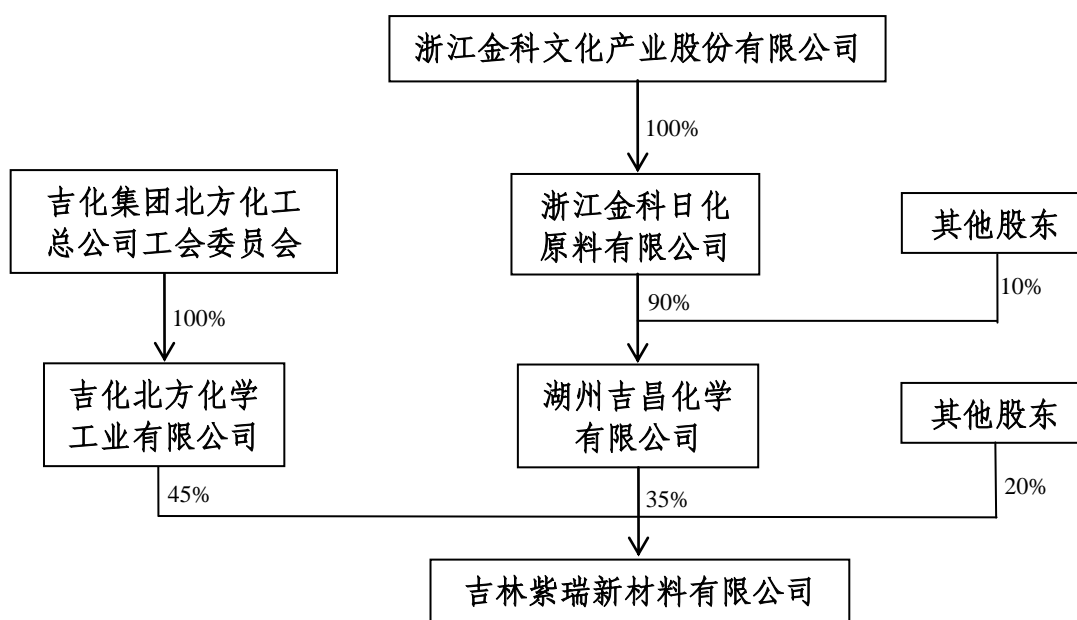 浙江金科文化产业股份有限公司
100%
吉化集团北方化工
总公司工会委员会
浙江金科日化
原料有限公司
其他股东
100%
90%
10%
吉化北方化学
工业有限公司
湖州吉昌化学
有限公司
其他股东
45%
35%
20%
吉林紫瑞新材料有限公司